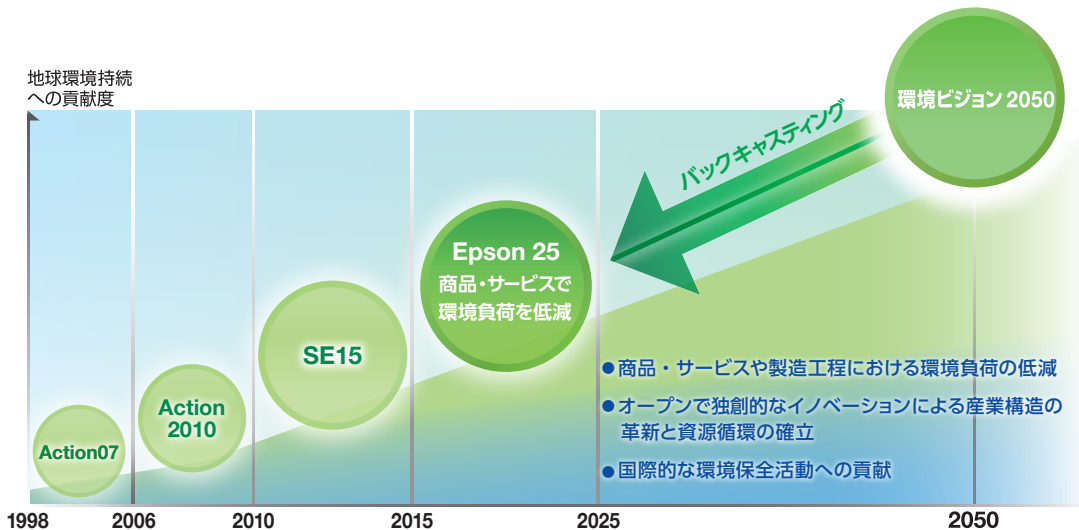 地球環境持続
への貢献度
環境ビジョン 2050
バックキャスティング
Epson 25
商品・サービスで
環境負荷を低減
SE15
Action
2010
Action07
●商品・サービスや製造工程における環境負荷の低減
●オープンで独創的なイノベーションによる産業構造の
革新と資源循環の確立
●国際的な環境保全活動への貢献
1998 2006 2010 2015 2025 2050